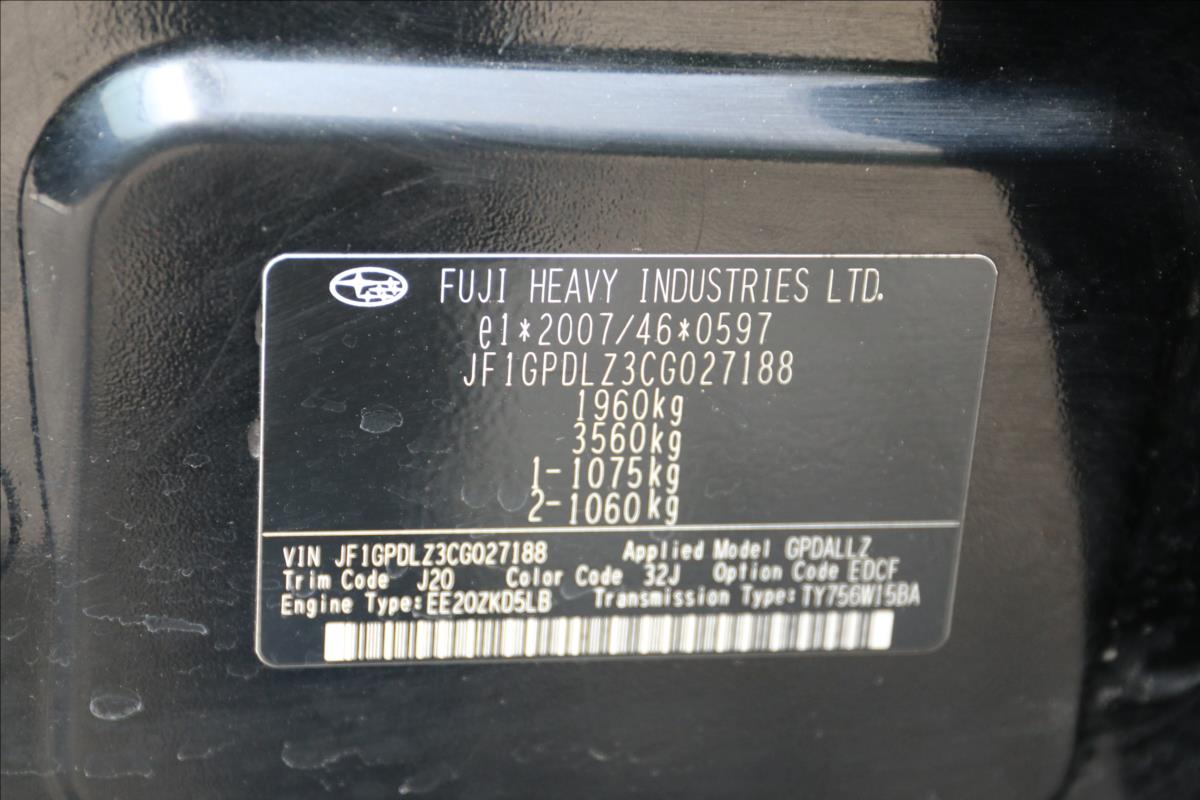 FUJI HEAVY INDUSTRIES LTD.
e1*2007/46*0597
JF1GPDLZ3CG027188
1960kg
3560kg
1-1075kg
2-1060kg
VIN JF1GPDLZ3CG027188 Applied Model GPDALLZ
Trim Code J20 Color Code 32J Option Code EDCF
Engine Type:EE20ZKD5LB Transmission Type:TY756W15BA